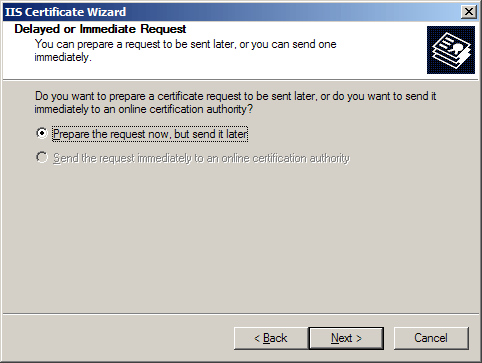 IIS Certificate Wizard
Delayed or Immediate Request
You can prepare a request to be sent later, or you can send one
immediately.
Do you want to prepare a certificate request to be sent later, or do you want to send it
immediately to an online certification authority?
Prepare the request now, but send it later
Send the request immediately to an online certification authority
< Back
Next >
Cancel